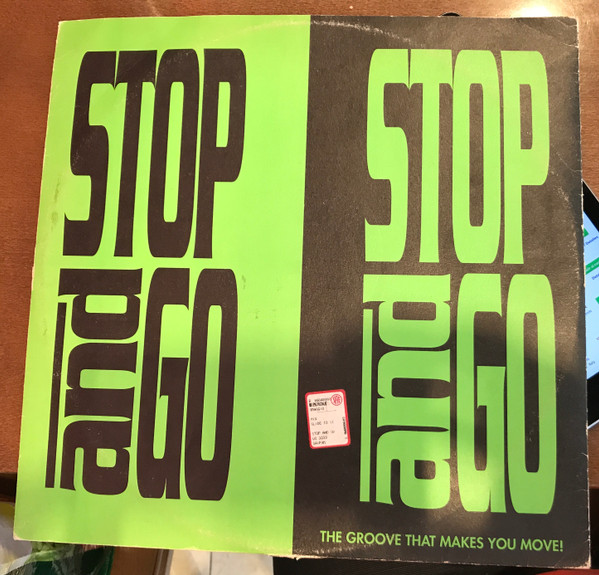 STOP
and
GO
STOP
and
GO
THE GROOVE THAT MAKES YOU MOVE!